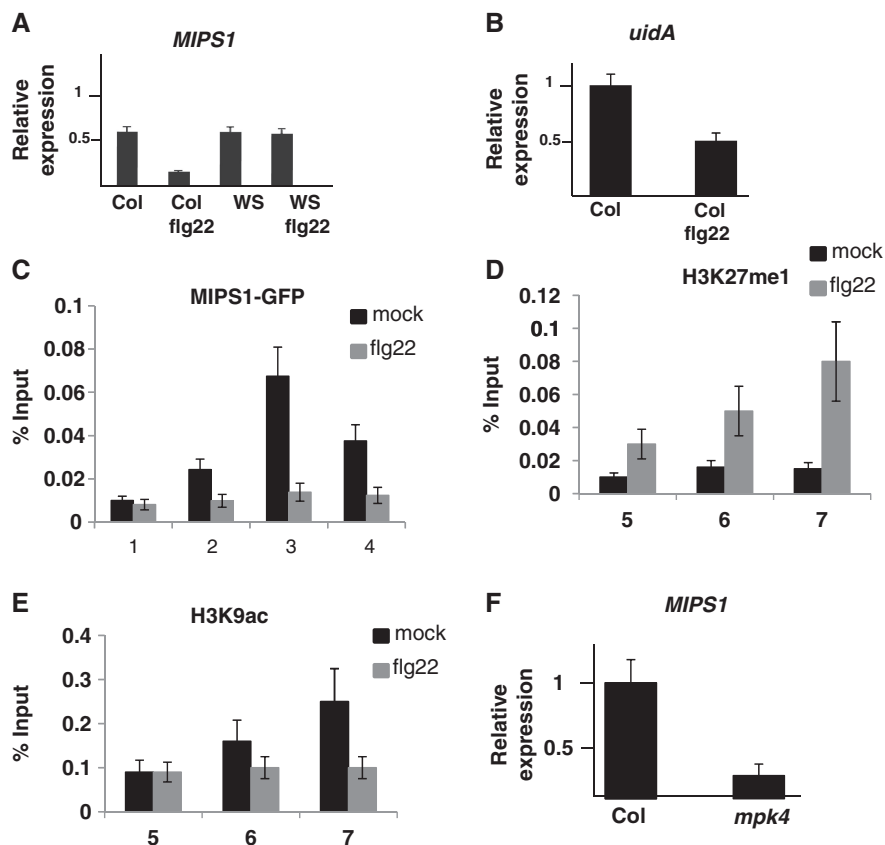 A
MIPS1
Relative
expression
1
0.5
Col
Col
flg22
WS
WS
flg22
B
uidA
Relative
expression
1
0.5
Col
Col
flg22
C
MIPS1-GFP
mock
flg22
% Input
0.1
0.08
0.06
0.04
0.02
0
1
2
3
4
D
H3K27me1
mock
flg22
% Input
0.12
0.1
0.08
0.06
0.04
0.02
0
5
6
7
E
H3K9ac
mock
flg22
% Input
0.4
0.3
0.2
0.1
0
5
6
7
F
MIPS1
Relative
expression
1
0.5
Col
mpk4